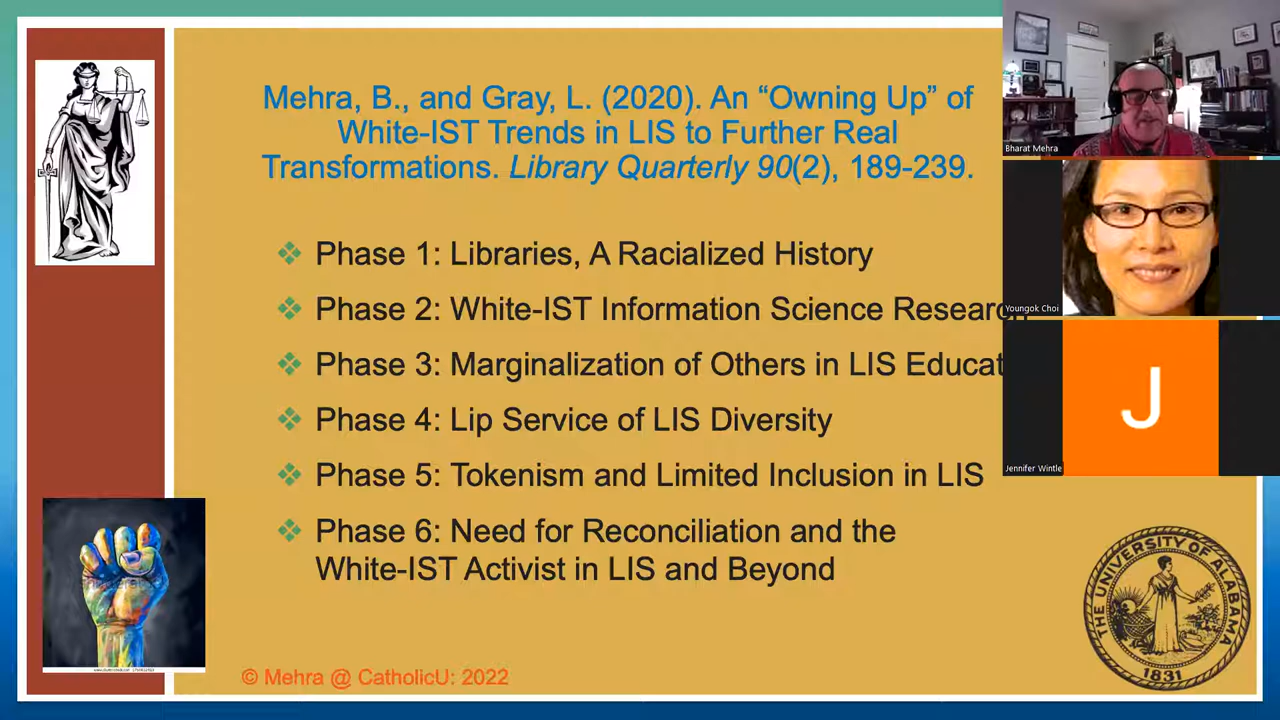 Mehra, B., and Gray, L. (2020). An “Owning Up” of
White-IST Trends in LIS to Further Real
Transformations. Library Quarterly 90(2), 189-239.
Phase 1: Libraries, A Racialized History
Phase 2: White-IST Information Science Research
Phase 3: Marginalization of Others in LIS Educat
Phase 4: Lip Service of LIS Diversity
Phase 5: Tokenism and Limited Inclusion in LIS
Phase 6: Need for Reconciliation and the
White-IST Activist in LIS and Beyond
© Mehra @ CatholicU: 2022
Bharat Mehra
Youngok Choi
J
Jennifer Wintle
THE UNIVERSITY OF ALABAMA
1831